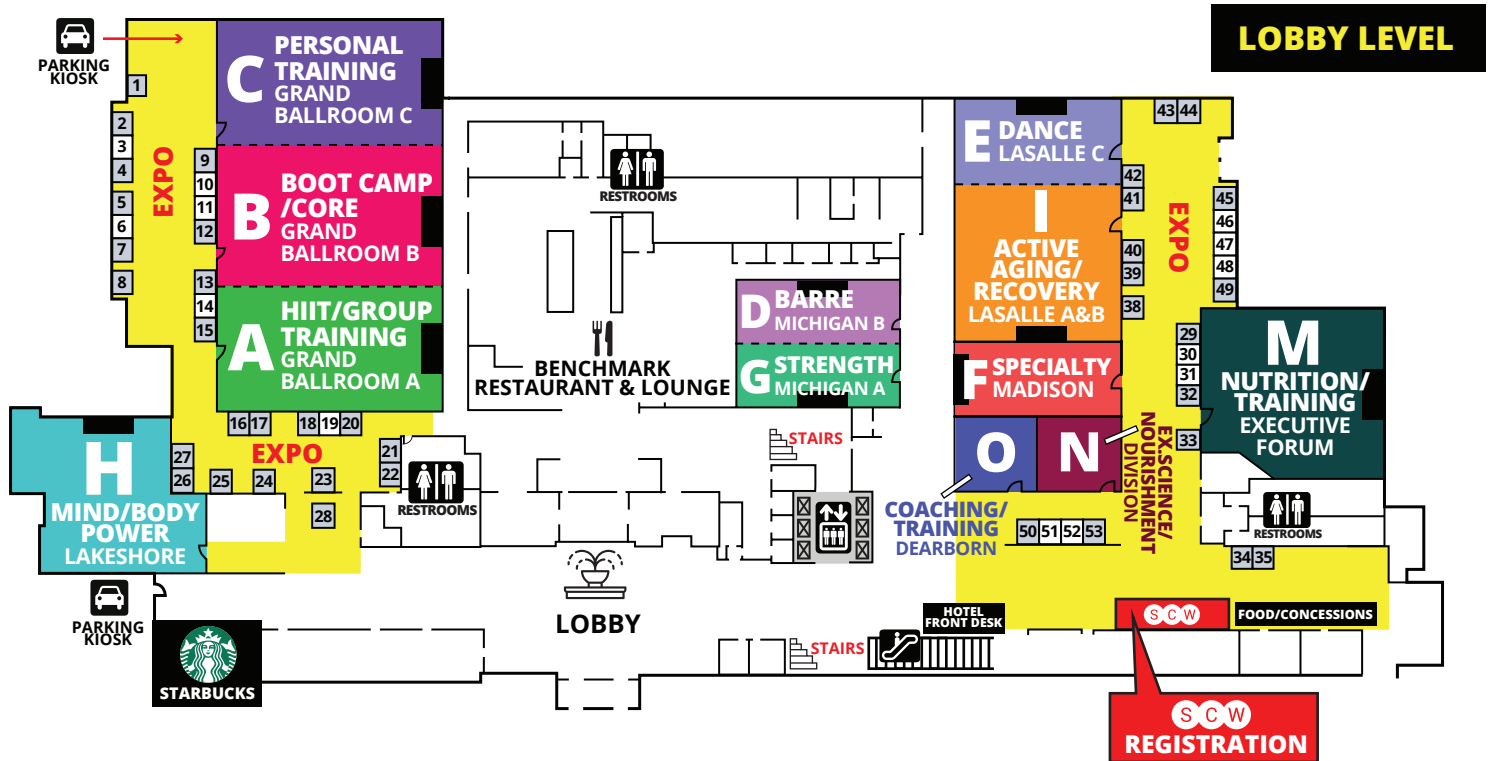 LOBBY LEVEL
PARKING
KIOSK
C
PERSONAL
TRAINING
GRAND
BALLROOM C
B
BOOT CAMP
/CORE
GRAND
BALLROOM B
A
HIIT/GROUP
TRAINING
GRAND
BALLROOM A
EXPO
1
2
3
4
5
6
7
8
9
10
11
12
13
14
15
16
17
18
19
20
EXPO
21
22
23
24
25
26
27
28
H
MIND/BODY
POWER
LAKESHORE
RESTROOMS
PARKING
KIOSK
STARBUCKS
RESTROOMS
BENCHMARK
RESTAURANT & LOUNGE
D
BARRE
MICHIGAN B
G
STRENGTH
MICHIGAN A
STAIRS
LOBBY
STAIRS
HOTEL
FRONT DESK
E
DANCE
LASALLE C
I
ACTIVE
AGING/
RECOVERY
LASALLE A&B
F
SPECIALTY
MADISON
O
N
COACHING/
TRAINING
DEARBORN
EX.SCIENCE/
NOURISHMENT
DIVISION
EXPO
43
44
42
41
40
39
38
45
46
47
48
49
29
30
31
32
33
M
NUTRITION/
TRAINING
EXECUTIVE
FORUM
RESTROOMS
50
51
52
53
34
35
SCW
FOOD/CONCESSIONS
SCW
REGISTRATION